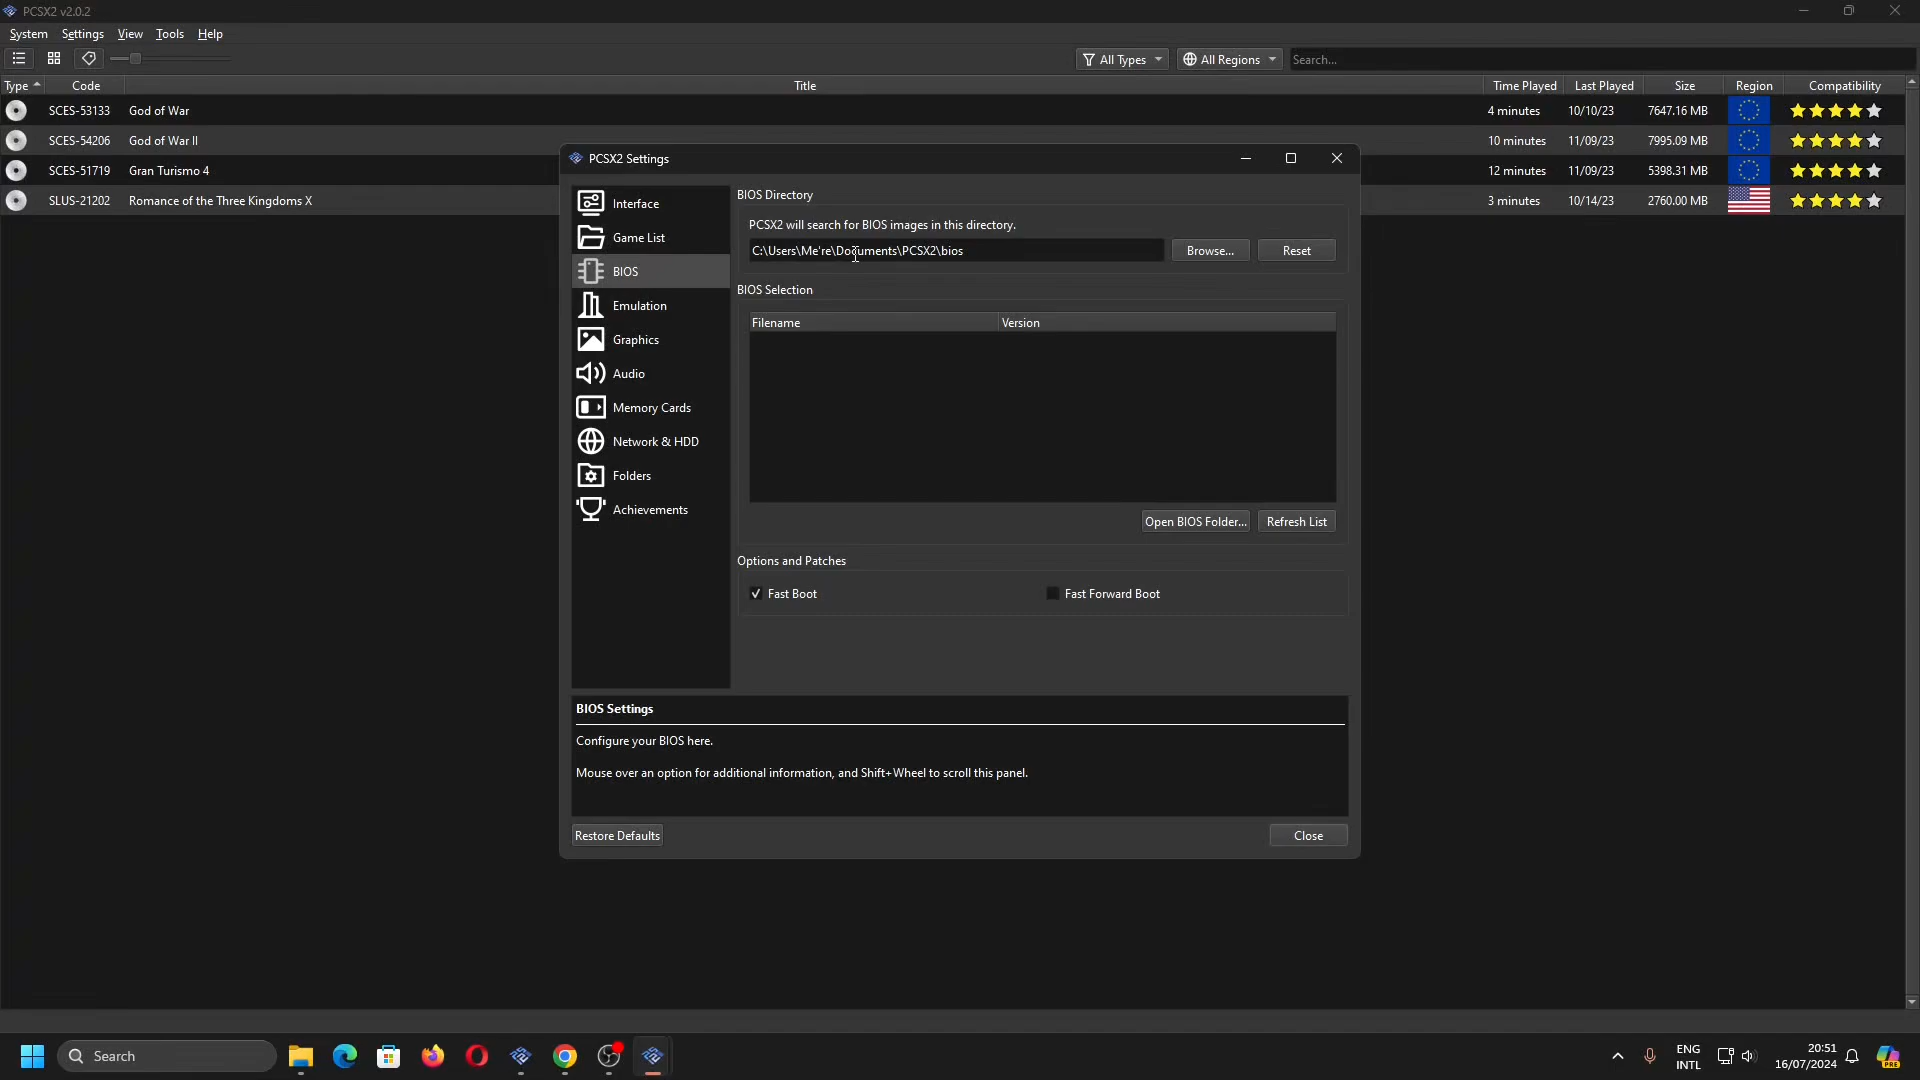 PCSX2 v2.0.2
System Settings View Tools Help
All Types All Regions Search...
Type Code Title Time Played Last Played Size Region Compatibility
SCES-53133 God of War 4 minutes 10/10/23 7647.16 MB
SCES-54206 God of War II 10 minutes 11/09/23 7995.09 MB
SCES-51719 Gran Turismo 4 12 minutes 11/09/23 5398.31 MB
SLUS-21202 Romance of the Three Kingdoms X 3 minutes 10/14/23 2760.00 MB
PCSX2 Settings
Interface
Game List
BIOS
Emulation
Graphics
Audio
Memory Cards
Network & HDD
Folders
Achievements
BIOS Directory
PCSX2 will search for BIOS images in this directory.
C:\Users\Me're\Documents\PCSX2\bios Browse... Reset
BIOS Selection
Filename Version
Open BIOS Folder... Refresh List
Options and Patches
Fast Boot Fast Forward Boot
BIOS Settings
Configure your BIOS here.
Mouse over an option for additional information, and Shift+Wheel to scroll this panel.
Restore Defaults Close
Search
ENG
INTL
20:51
16/07/2024
PRE